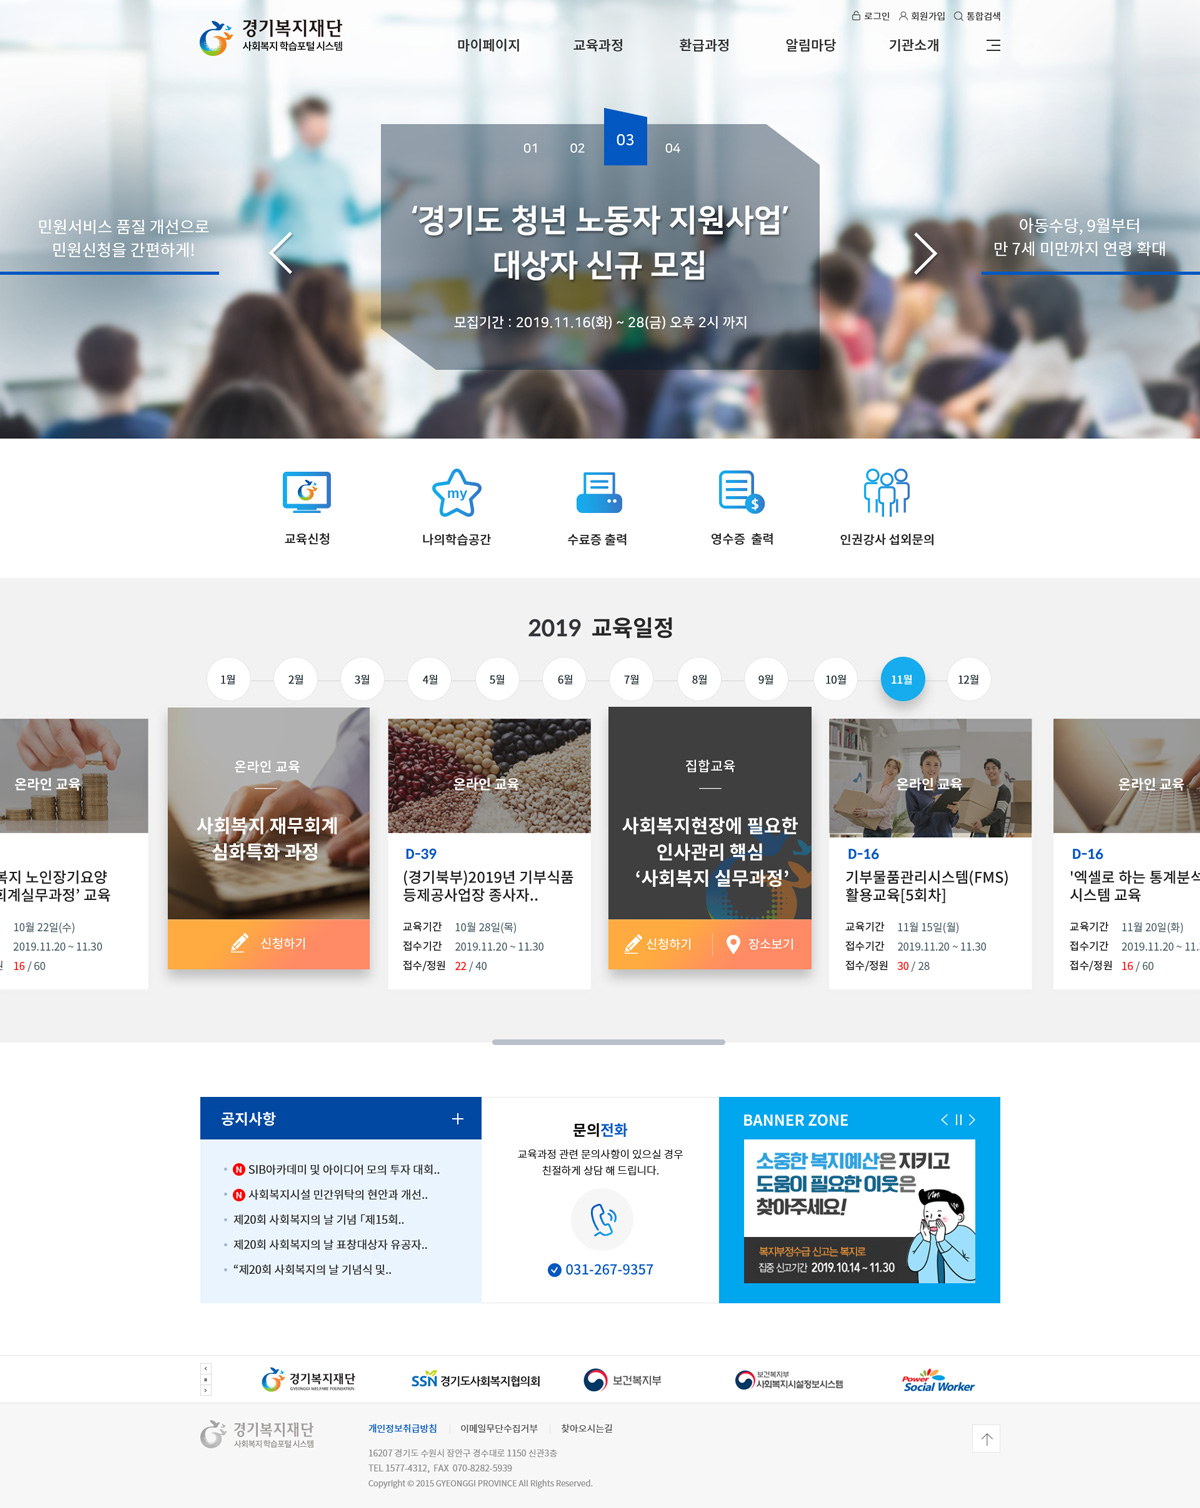 경기복지재단
사회복지 학습포털 시스템
로그인 회원가입 통합검색
마이페이지 교육과정 환급과정 알림마당 기관소개
01 02 03 04
민원서비스 품질 개선으로
민원신청을 간편하게!
‘경기도 청년 노동자 지원사업’
대상자 신규 모집
모집기간 : 2019.11.16(화) ~ 28(금) 오후 2시 까지
아동수당, 9월부터
만 7세 미만까지 연령 확대
my
$
교육신청 나의학습공간 수료증 출력 영수증 출력 인권강사 섭외문의
2019 교육일정
1월 2월 3월 4월 5월 6월 7월 8월 9월 10월 11월 12월
온라인 교육
복지 노인장기요양
회계실무과정’ 교육
10월 22일(수)
2019.11.20 ~ 11.30
16 / 60
온라인 교육
사회복지 재무회계
심화특화 과정
신청하기
온라인 교육
D-39
(경기북부)2019년 기부식품
등제공사업장 종사자..
교육기간 10월 28일(목)
접수기간 2019.11.20 ~ 11.30
접수/정원 22 / 40
집합교육
사회복지현장에 필요한
인사관리 핵심
‘사회복지 실무과정’
신청하기 장소보기
온라인 교육
D-16
기부물품관리시스템(FMS)
활용교육[5회차]
교육기간 11월 15일(월)
접수기간 2019.11.20 ~ 11.30
접수/정원 30 / 28
온라인 교육
D-16
'엑셀로 하는 통계분석
시스템 교육
교육기간 11월 20일(화)
접수기간 2019.11.20 ~ 11.
접수/정원 16 / 60
공지사항
N SIB아카데미 및 아이디어 모의 투자 대회..
N 사회복지시설 민간위탁의 현안과 개선..
제20회 사회복지의 날 기념 「제15회..
제20회 사회복지의 날 표창대상자 유공자..
“제20회 사회복지의 날 기념식 및..
문의전화
교육과정 관련 문의사항이 있으실 경우
친절하게 상담 해 드립니다.
031-267-9357
BANNER ZONE
소중한 복지예산은 지키고
도움이 필요한 이웃은
찾아주세요!
복지부정수급 신고는 복지로
집중 신고기간 2019.10.14 ~ 11.30
경기복지재단
GYEONGGI WELFARE FOUNDATION
SSN 경기도사회복지협의회
보건복지부
보건복지부
사회복지시설정보시스템
Power
Social Worker
경기복지재단
사회복지 학습포털 시스템
개인정보취급방침 이메일무단수집거부 찾아오시는길
16207 경기도 수원시 장안구 경수대로 1150 신관3층
TEL 1577-4312, FAX 070-8282-5939
Copyright © 2015 GYEONGGI PROVINCE All Rights Reserved.